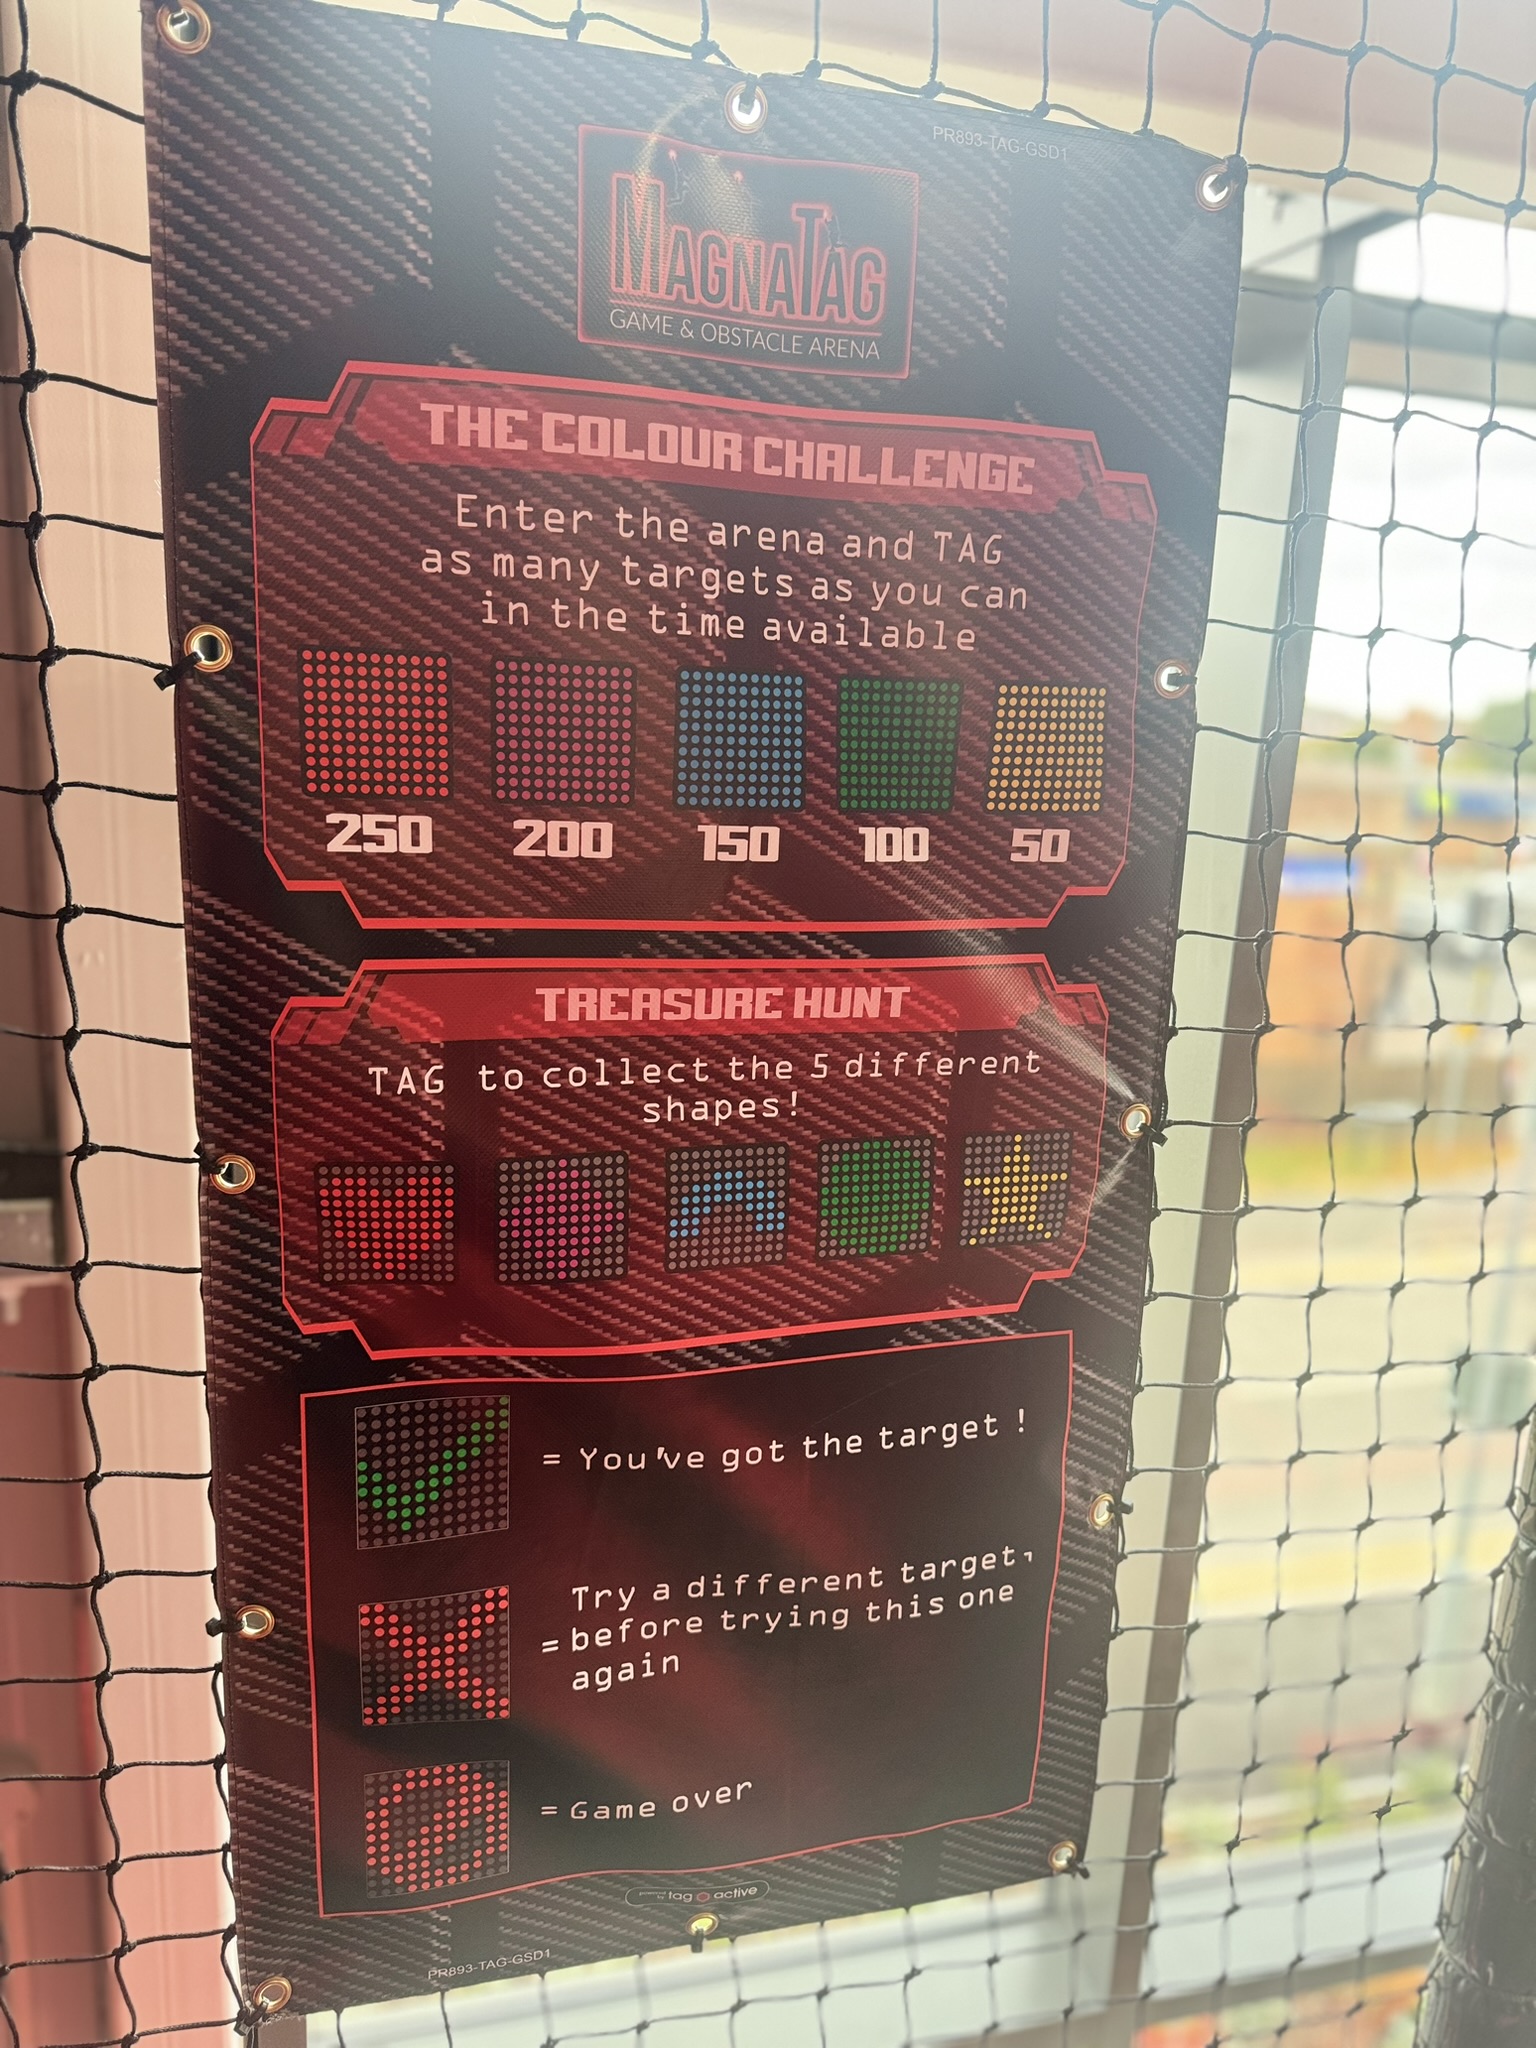 PR893-TAG-GSD1
MAGNATAG
GAME & OBSTACLE ARENA
THE COLOUR CHALLENGE
Enter the arena and TAG
as many targets as you can
in the time available
250 200 150 100 50
TREASURE HUNT
TAG to collect the 5 different
shapes!
= You've got the target !
Try a different target,
= before trying this one
again
= Game over
powered by tag active
PR893-TAG-GSD1